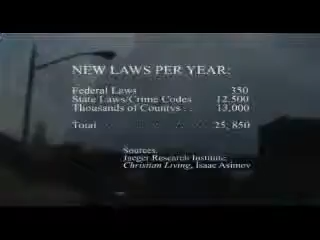 NEW LAWS PER YEAR:
Federal Laws 350
State Laws/Crime Codes 12,500
Thousands of Countys . . 13,000
Total 25, 850
Sources.
Jaeger Research Institute
Christian Living, Isaac Asimov